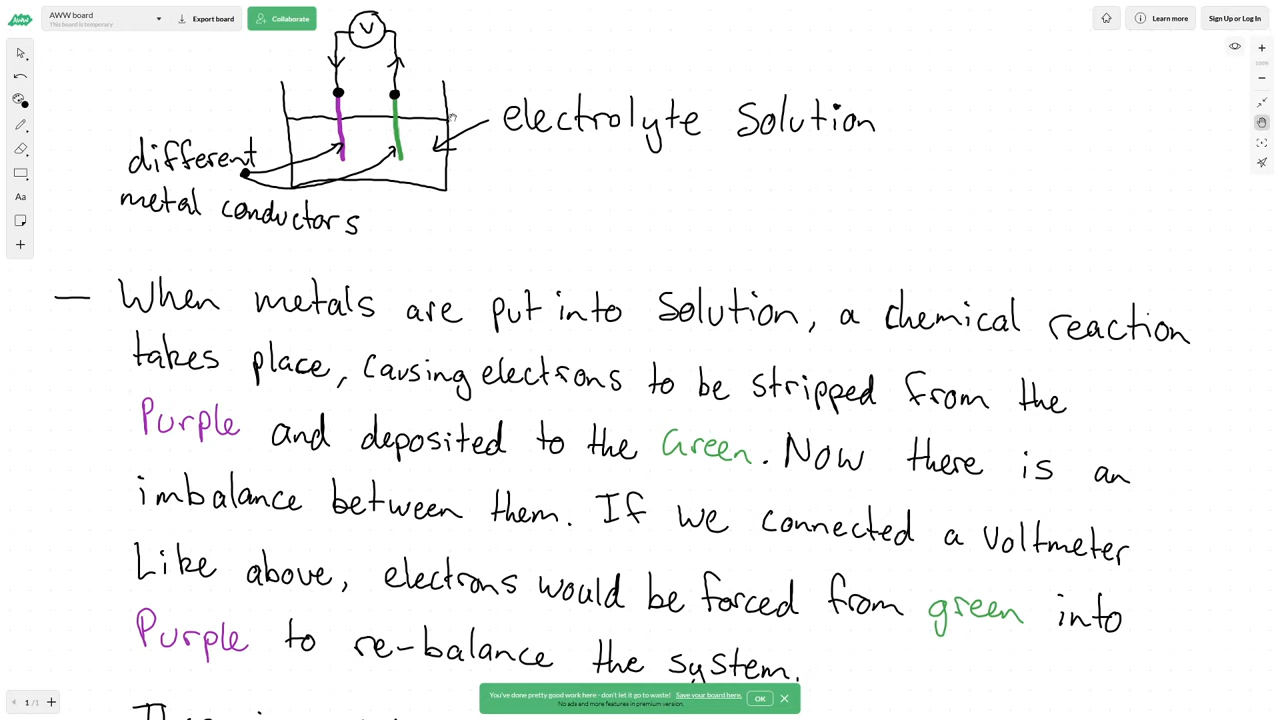 AWW board
This board is temporary
Export board
Collaborate
Learn more
Sign Up or Log In
100%
V
electrolyte Solution
different
metal conductors
Aa
— When metals are put into Solution, a chemical reaction
takes place, causing electrons to be stripped from the
Purple and deposited to the Green. Now there is an
imbalance between them. If we connected a voltmeter
Like above, electrons would be forced from green into
Purple to re-balance the system.
You've done pretty good work here - don't let it go to waste! Save your board here.
No ads and more features in premium version.
OK
1 / 1